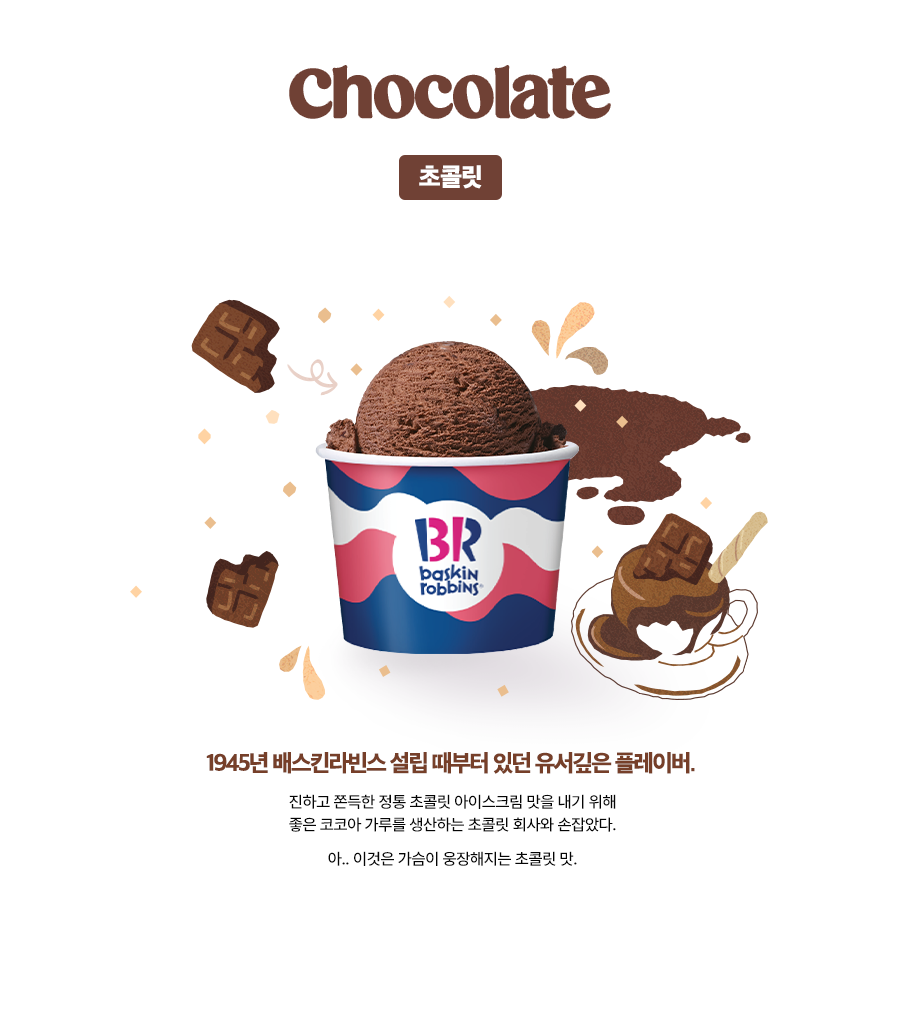 Chocolate
초콜릿
BR
baskin
robbins®
1945년 배스킨라빈스 설립 때부터 있던 유서깊은 플레이버.
진하고 쫀득한 정통 초콜릿 아이스크림 맛을 내기 위해
좋은 코코아 가루를 생산하는 초콜릿 회사와 손잡았다.
아.. 이것은 가슴이 웅장해지는 초콜릿 맛.